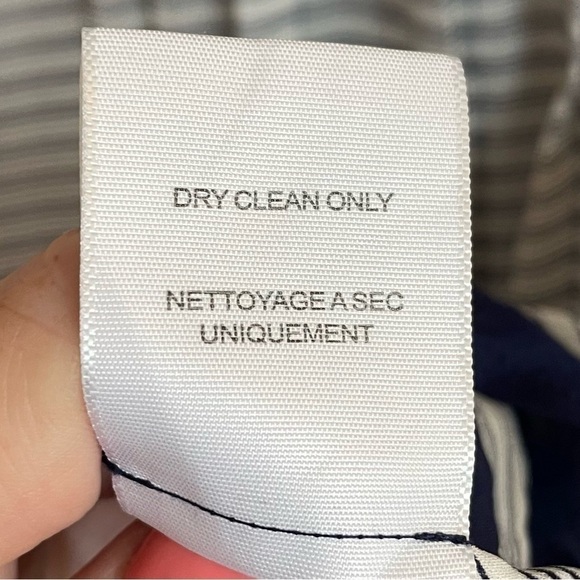 DRY CLEAN ONLY
NETTOYAGE A SEC
UNIQUEMENT